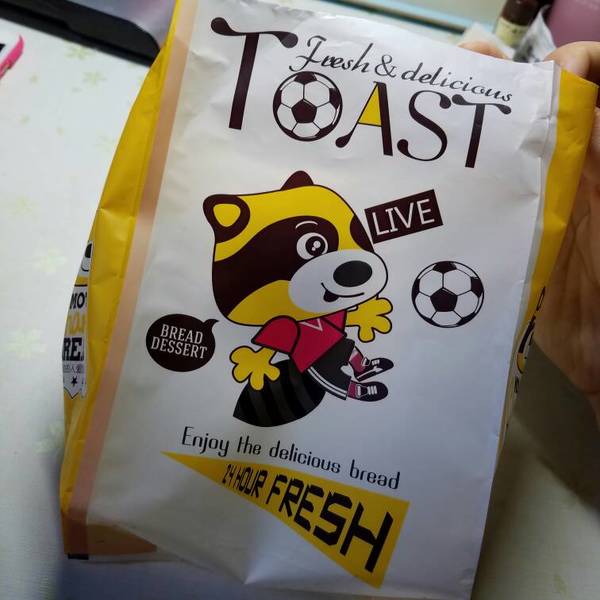 Fresh & delicious
TOAST
LIVE
BREAD
DESSERT
Enjoy the delicious bread
24 HOUR FRESH